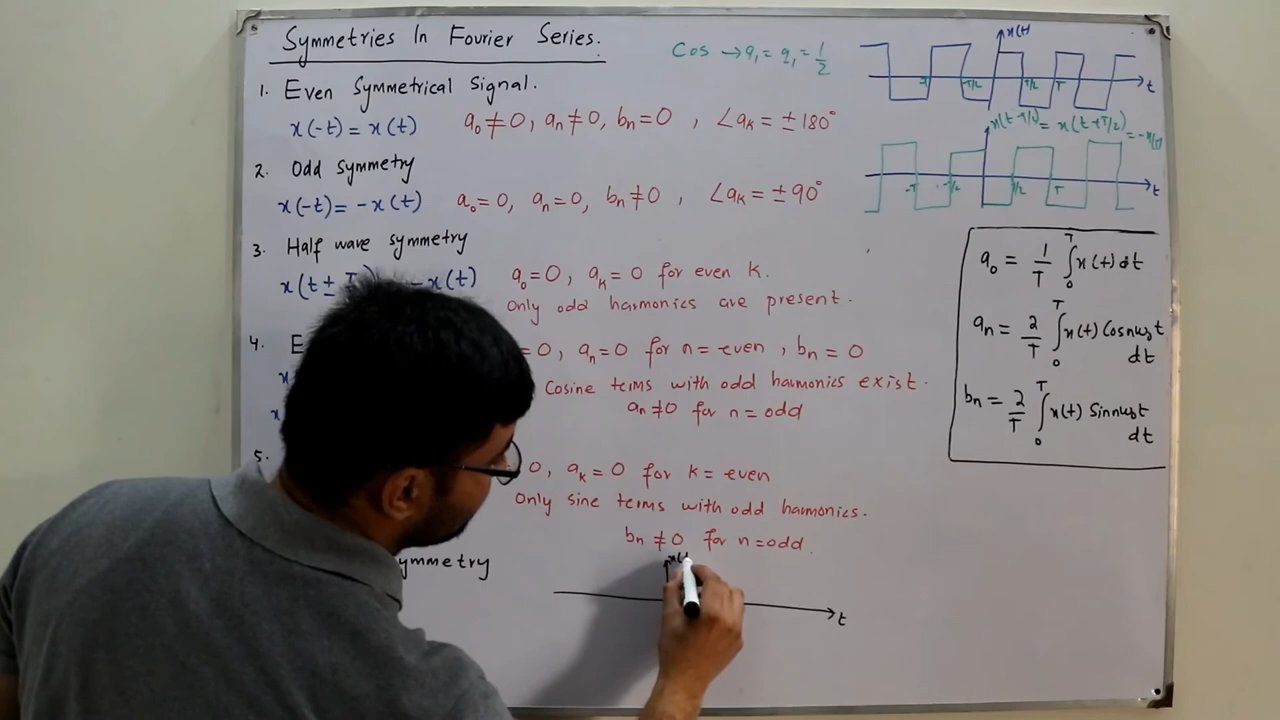 Symmetries In Fourier Series.
Cos → a₁ = a₋₁ = 1/2
1. Even Symmetrical Signal.
x(-t) = x(t) a₀ ≠ 0, aₙ ≠ 0, bₙ = 0 , ∠aₖ = ± 180°
2. Odd symmetry
x(-t) = -x(t) a₀ = 0, aₙ = 0, bₙ ≠ 0 , ∠aₖ = ± 90°
3. Half wave symmetry
x(t ± T - x(t) a₀ = 0 , aₖ = 0 for even k.
Only odd harmonics are present.
4. E = 0, aₙ = 0 for n = even , bₙ = 0
x Cosine terms with odd harmonics exist.
x aₙ ≠ 0 for n = odd
5. 0, aₖ = 0 for k = even
Only sine terms with odd harmonics.
bₙ ≠ 0 for n = odd.
ymmetry
x(
t
x(t)
-T -T/2 T/2 T t
x(t-T/2) = x(t+T/2) = -x(t)
-T -T/2 T/2 T t
a₀ = 1/T ∫₀ᵀ x(t) dt
aₙ = 2/T ∫₀ᵀ x(t) Cosnω₀t dt
bₙ = 2/T ∫₀ᵀ x(t) Sinnω₀t dt